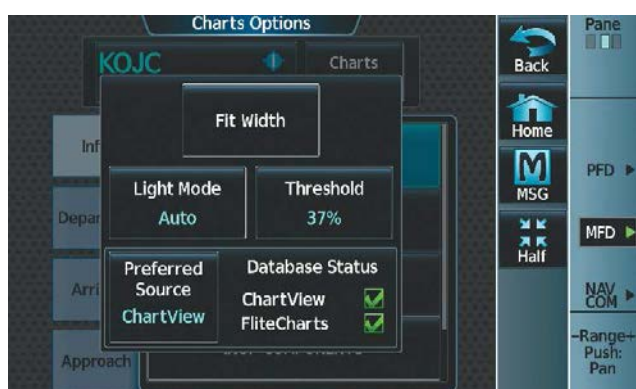 Charts Options
KOJC
Charts
Fit Width
Inf
Light Mode
Auto
Threshold
37%
Depar
Preferred
Source
ChartView
Database Status
ChartView
FliteCharts
Arri
Approach
Back
Home
MSG
Half
Pane
PFD
MFD
NAV
COM
-Range+
Push:
Pan